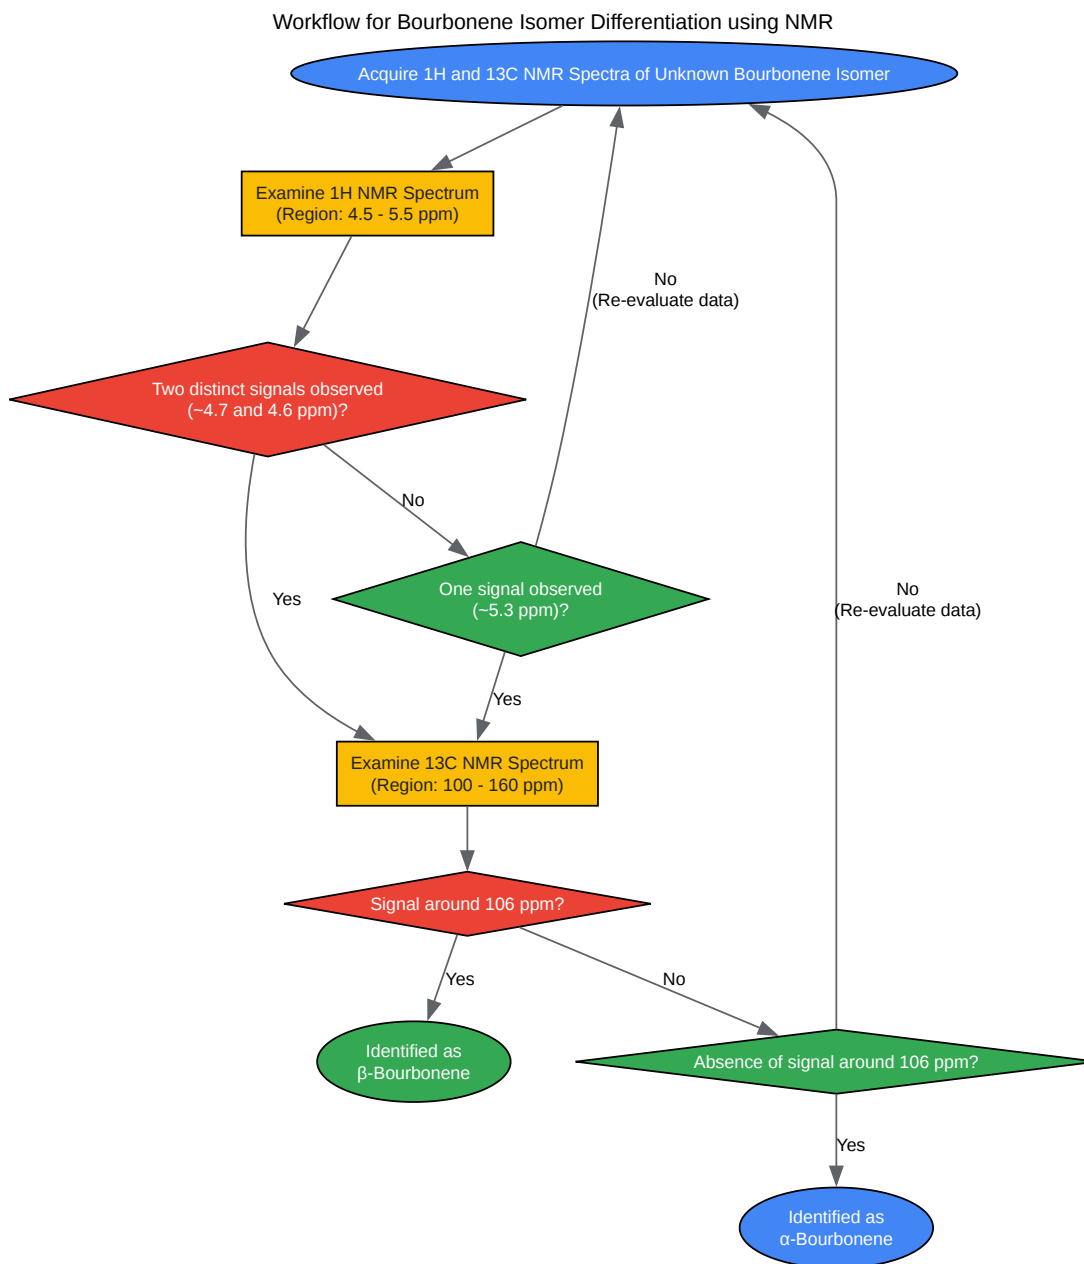 Workflow for Bourbonene Isomer Differentiation using NMR
Acquire 1H and 13C NMR Spectra of Unknown Bourbonene Isomer
Examine 1H NMR Spectrum
(Region: 4.5 - 5.5 ppm)
No
(Re-evaluate data)
Two distinct signals observed
(~4.7 and 4.6 ppm)?
No
One signal observed
(~5.3 ppm)?
Yes
No
(Re-evaluate data)
Yes
Examine 13C NMR Spectrum
(Region: 100 - 160 ppm)
Signal around 106 ppm?
Yes
No
Identified as
β-Bourbonene
Absence of signal around 106 ppm?
Yes
Identified as
α-Bourbonene